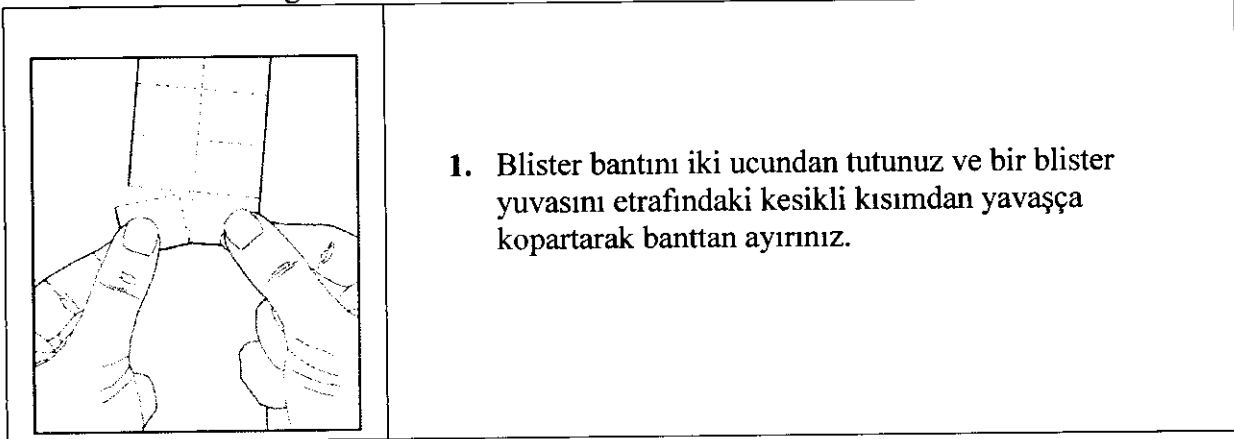 1. Blister bantını iki ucundan tutunuz ve bir blister
yuvasını etrafındaki kesikli kısımdan yavaşça
kopartarak banttan ayırınız.